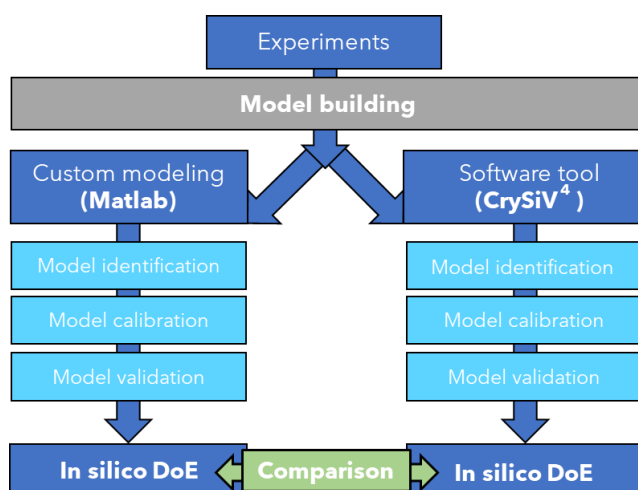 Experiments
Model building
Custom modeling
(Matlab)
Software tool
(CrySiV⁴ )
Model identification
Model identification
Model calibration
Model calibration
Model validation
Model validation
In silico DoE
Comparison
In silico DoE